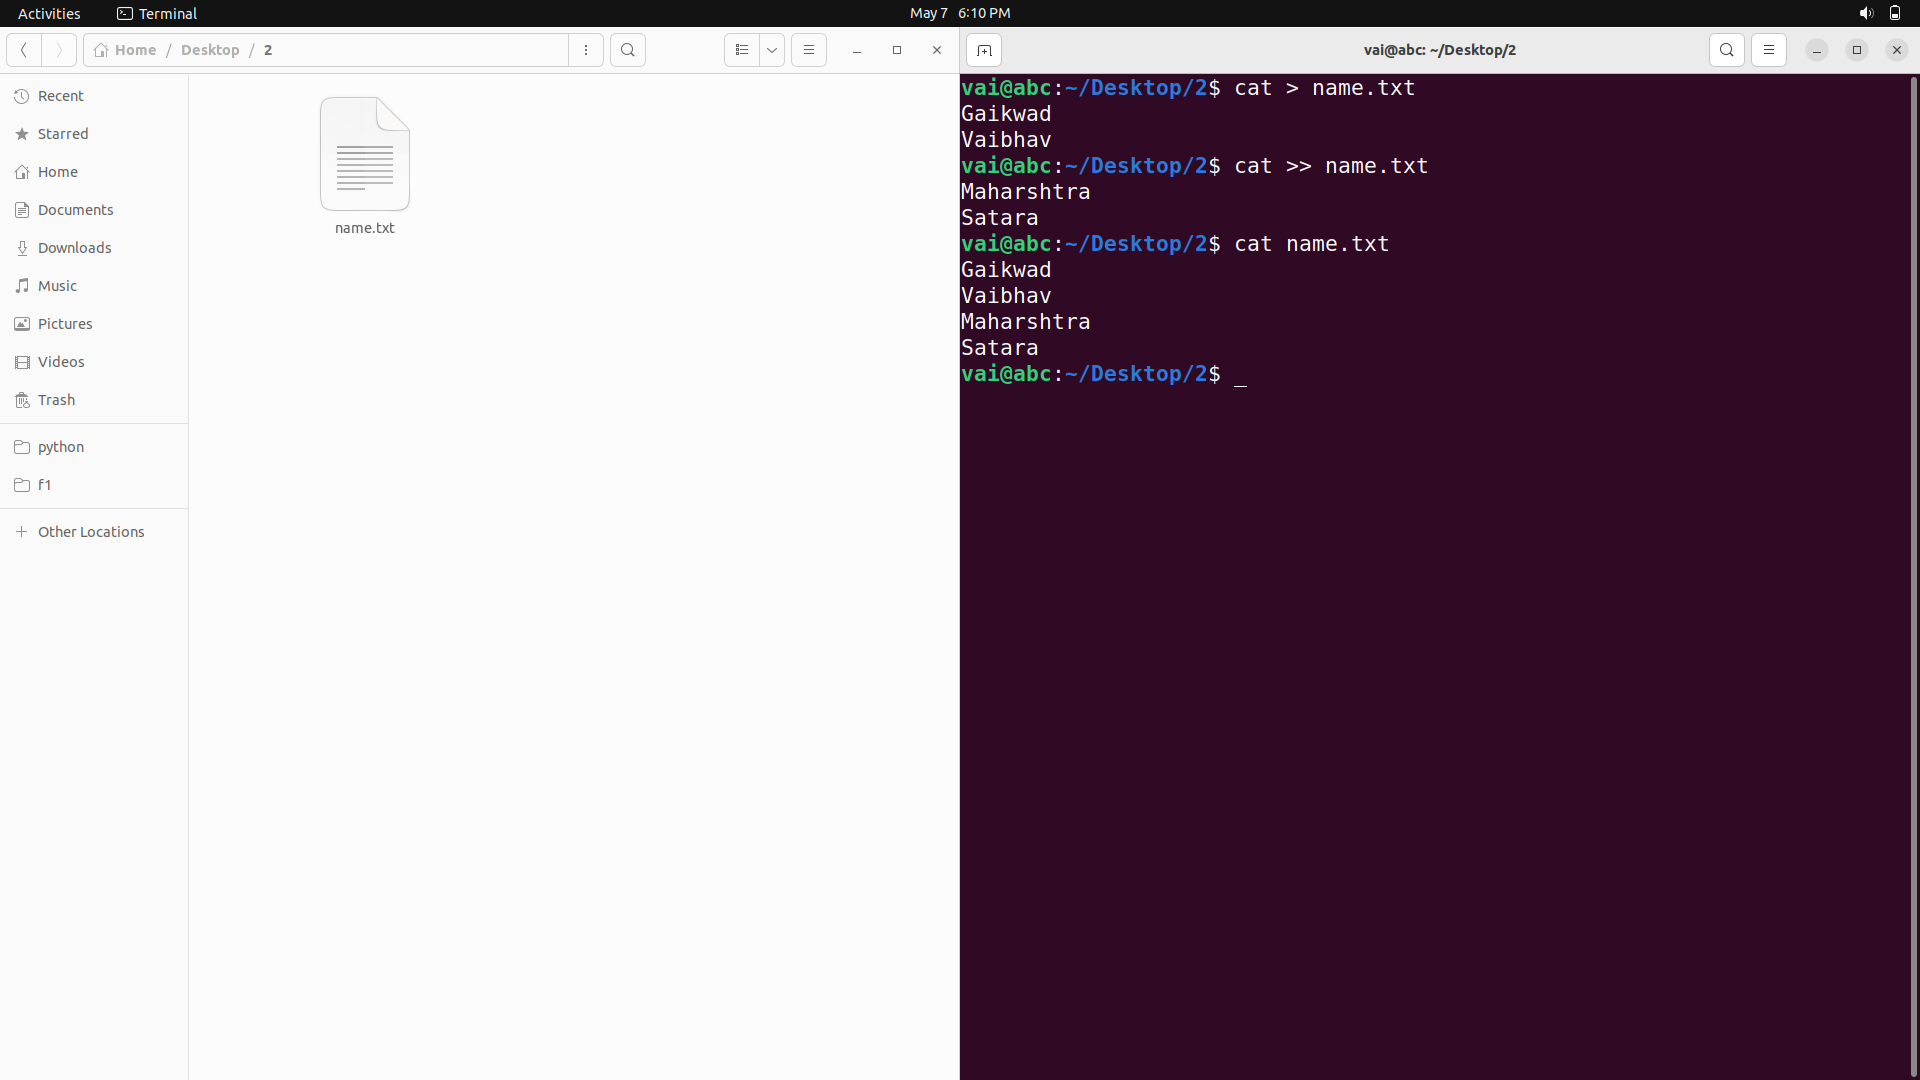 Activities Terminal May 7 6:10 PM
Home / Desktop / 2
Recent
Starred
Home
Documents
Downloads
Music
Pictures
Videos
Trash
python
f1
Other Locations
name.txt
vai@abc: ~/Desktop/2
vai@abc:~/Desktop/2$ cat > name.txt
Gaikwad
Vaibhav
vai@abc:~/Desktop/2$ cat >> name.txt
Maharshtra
Satara
vai@abc:~/Desktop/2$ cat name.txt
Gaikwad
Vaibhav
Maharshtra
Satara
vai@abc:~/Desktop/2$ _